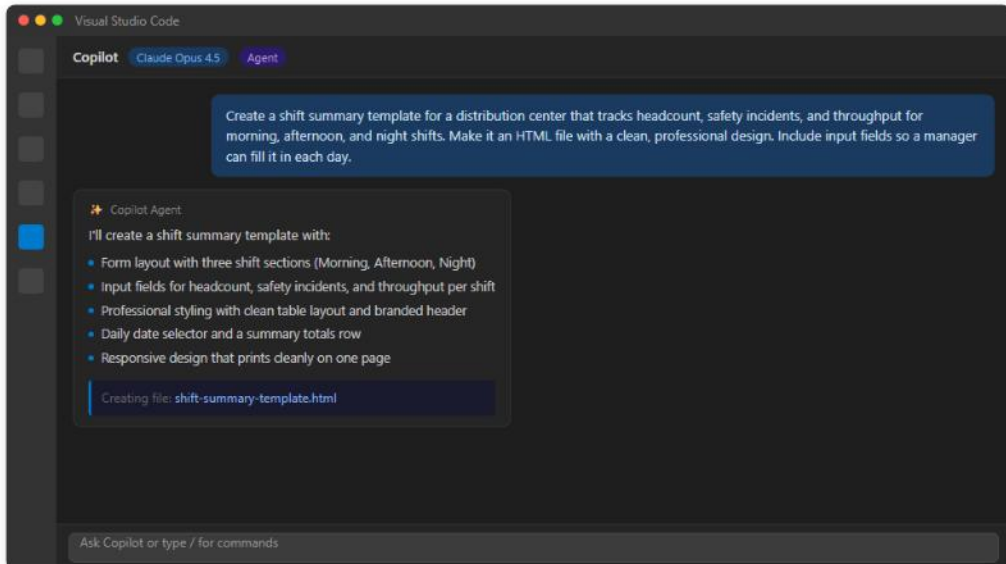 Visual Studio Code
Copilot Claude Opus 4.5 Agent
Create a shift summary template for a distribution center that tracks headcount, safety incidents, and throughput for
morning, afternoon, and night shifts. Make it an HTML file with a clean, professional design. Include input fields so a manager
can fill it in each day.
Copilot Agent
I'll create a shift summary template with:
Form layout with three shift sections (Morning, Afternoon, Night)
Input fields for headcount, safety incidents, and throughput per shift
Professional styling with clean table layout and branded header
Daily date selector and a summary totals row
Responsive design that prints cleanly on one page
Creating file: shift-summary-template.html
Ask Copilot or type / for commands